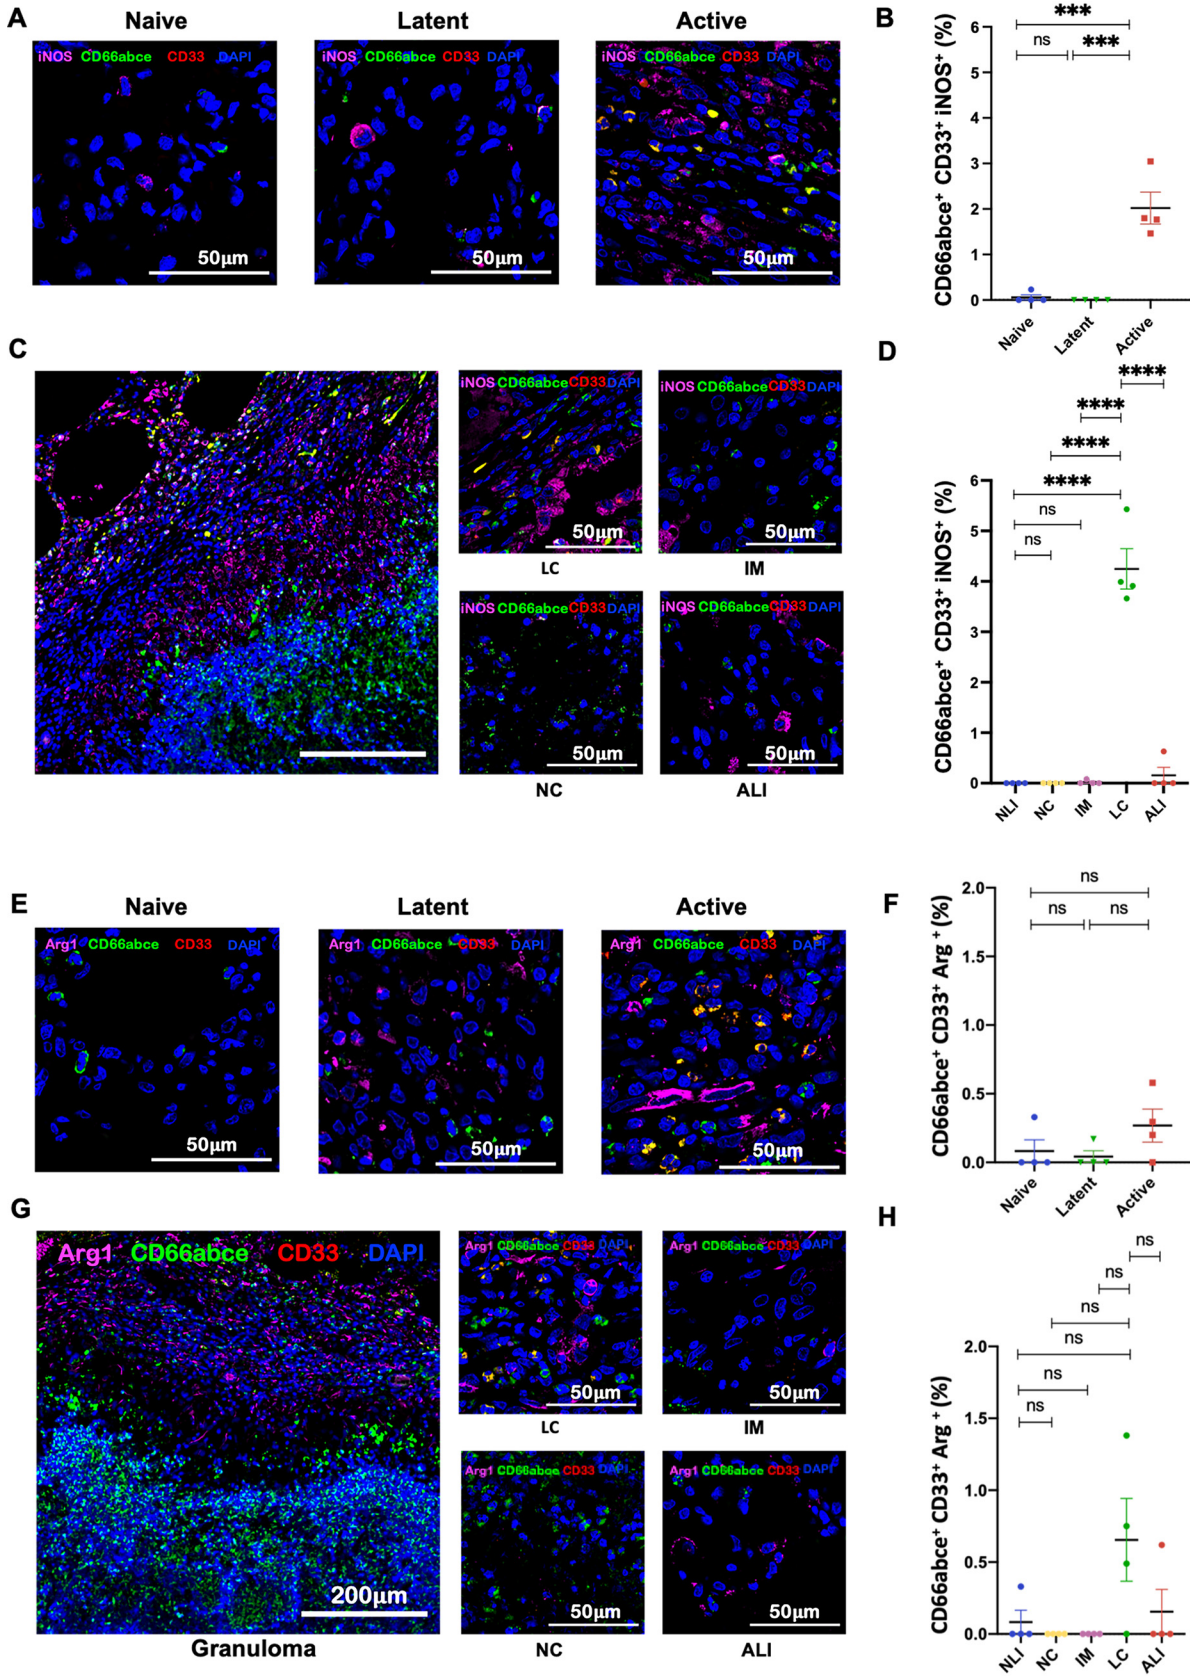 A
Naive
Latent
Active
iNOS CD66abce CD33 DAPI
50μm
iNOS CD66abce CD33 DAPI
50μm
iNOS CD66abce CD33 DAPI
50μm
B
CD66abce⁺ CD33⁺ iNOS⁺ (%)
6
5
4
3
2
1
0
***
ns
***
Naive
Latent
Active
C
iNOS CD66abce CD33 DAPI
50μm
LC
iNOS CD66abce CD33 DAPI
50μm
IM
iNOS CD66abce CD33 DAPI
50μm
NC
iNOS CD66abce CD33 DAPI
50μm
ALI
D
CD66abce⁺ CD33⁺ iNOS⁺ (%)
6
5
4
3
2
1
0
****
****
****
****
ns
ns
NLI
NC
IM
LC
ALI
E
Naive
Latent
Active
Arg1 CD66abce CD33 DAPI
50μm
Arg1 CD66abce CD33 DAPI
50μm
Arg1 CD66abce CD33 DAPI
50μm
F
CD66abce⁺ CD33⁺ Arg ⁺ (%)
2.0
1.5
1.0
0.5
0.0
ns
ns
ns
Naive
Latent
Active
G
Arg1 CD66abce CD33 DAPI
200μm
Granuloma
Arg1 CD66abce CD33 DAPI
50μm
LC
Arg1 CD66abce CD33 DAPI
50μm
IM
Arg1 CD66abce CD33 DAPI
50μm
NC
Arg1 CD66abce CD33 DAPI
50μm
ALI
H
CD66abce⁺ CD33⁺ Arg ⁺ (%)
2.0
1.5
1.0
0.5
0.0
ns
ns
ns
ns
ns
ns
NLI
NC
IM
LC
ALI